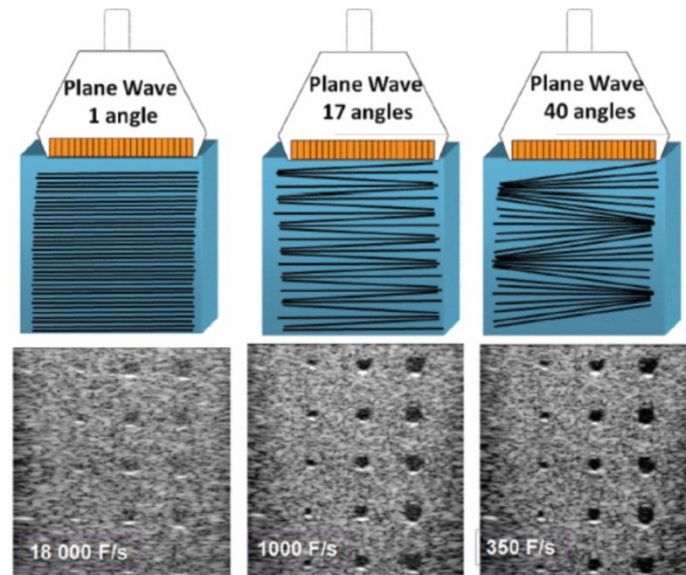 Plane Wave
1 angle
Plane Wave
17 angles
Plane Wave
40 angles
18 000 F/s
1000 F/s
350 F/s